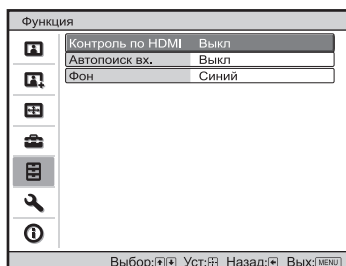 Функция
Контроль по HDMI Выкл
Автопоиск вх. Выкл
Фон Синий
Выбор: Уст: Назад: Вых: MENU